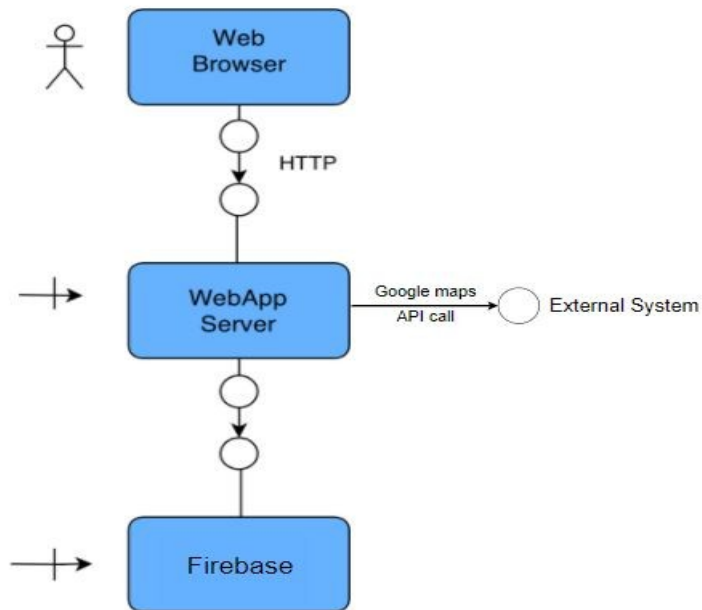 Web
Browser
HTTP
WebApp
Server
Google maps
API call
External System
Firebase